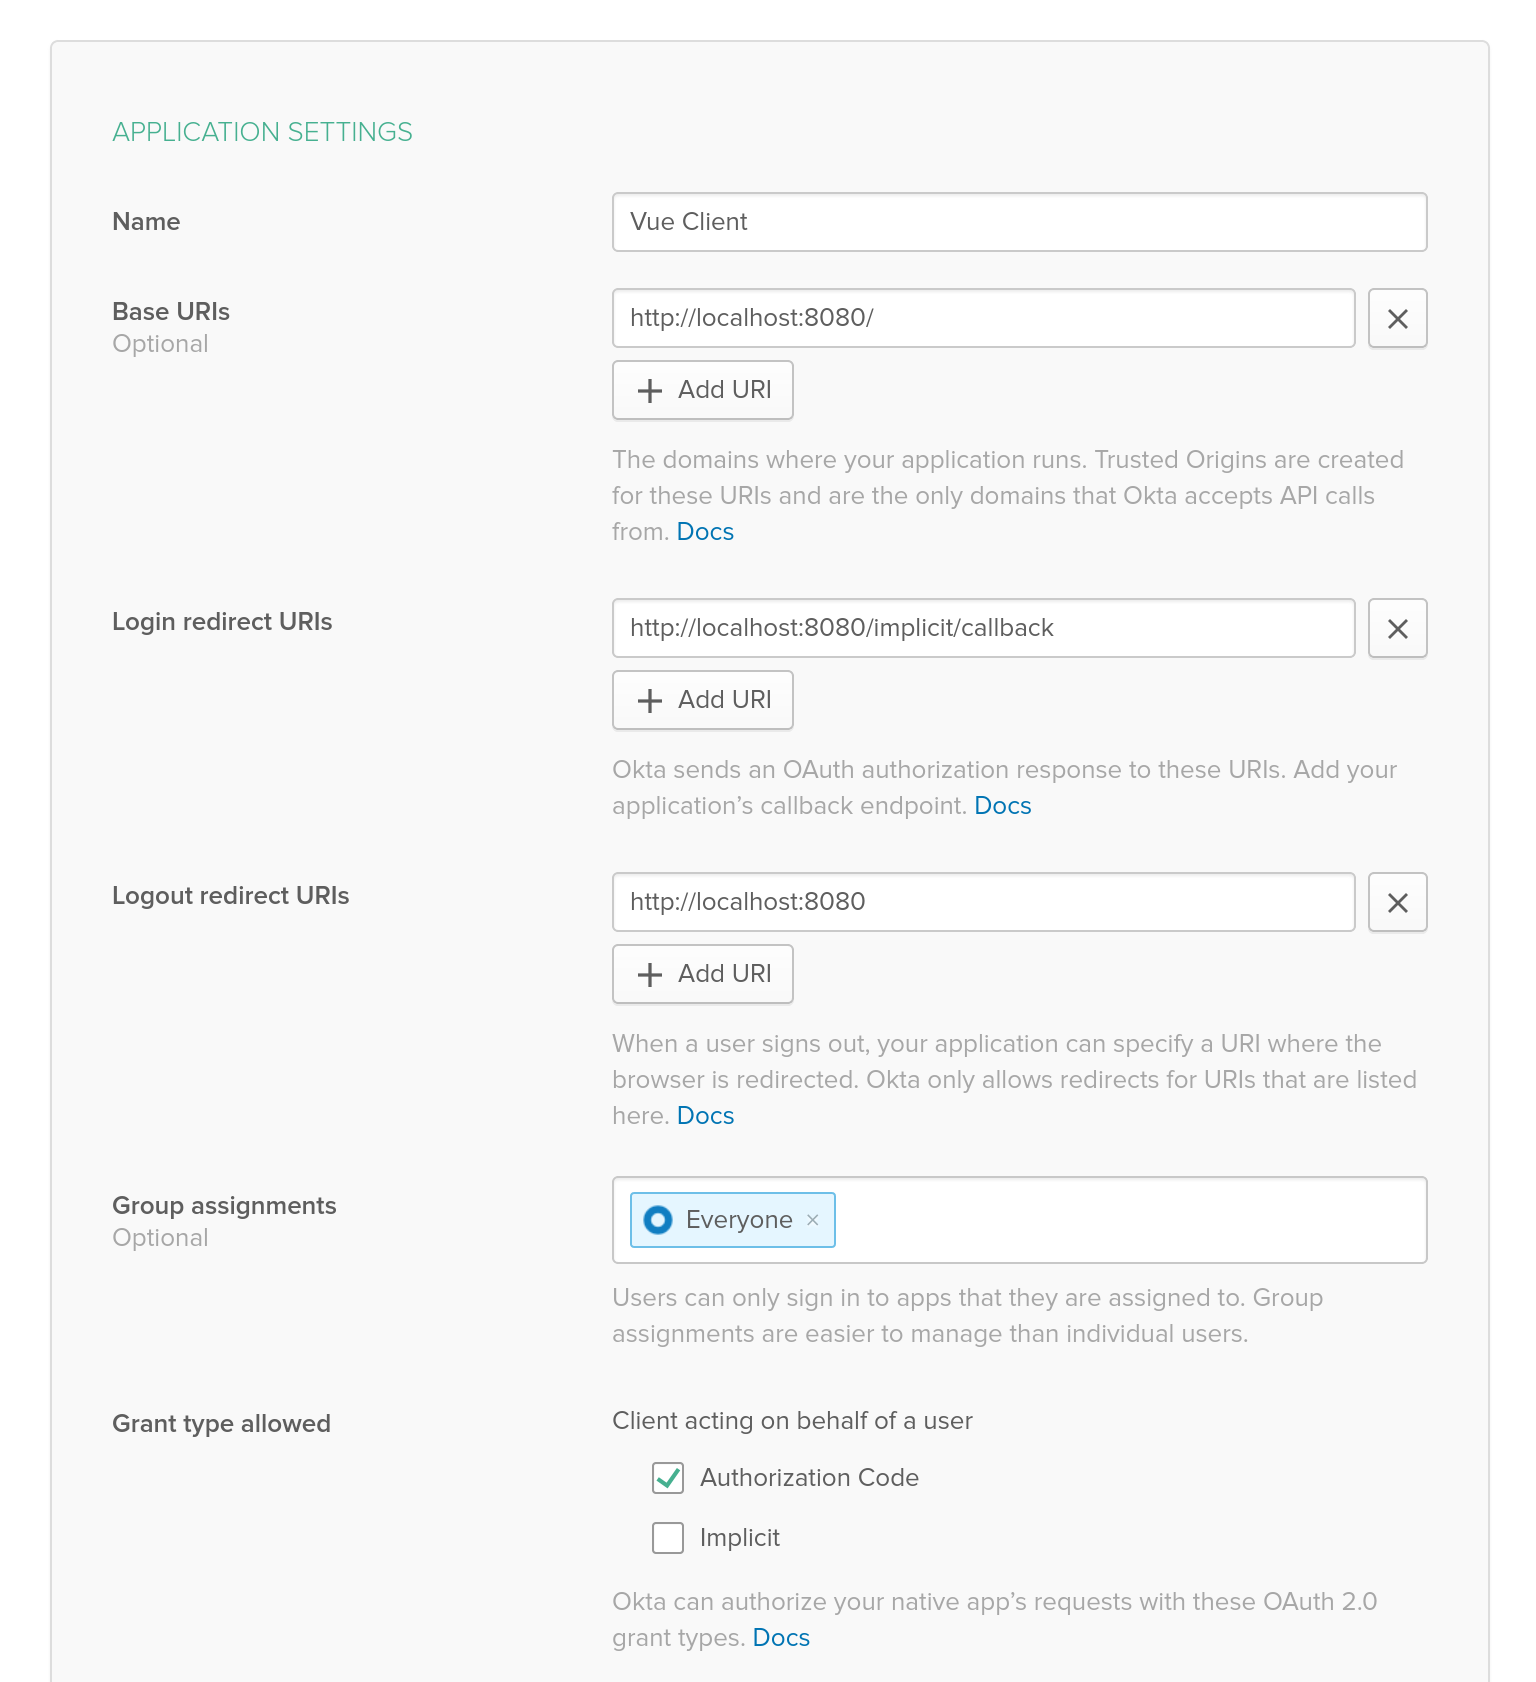 APPLICATION SETTINGS
Name
Vue Client
Base URIs
Optional
http://localhost:8080/
Add URI
The domains where your application runs. Trusted Origins are created
for these URIs and are the only domains that Okta accepts API calls
from. Docs
Login redirect URIs
http://localhost:8080/implicit/callback
Add URI
Okta sends an OAuth authorization response to these URIs. Add your
application’s callback endpoint. Docs
Logout redirect URIs
http://localhost:8080
Add URI
When a user signs out, your application can specify a URI where the
browser is redirected. Okta only allows redirects for URIs that are listed
here. Docs
Group assignments
Optional
Everyone
Users can only sign in to apps that they are assigned to. Group
assignments are easier to manage than individual users.
Grant type allowed
Client acting on behalf of a user
Authorization Code
Implicit
Okta can authorize your native app’s requests with these OAuth 2.0
grant types. Docs